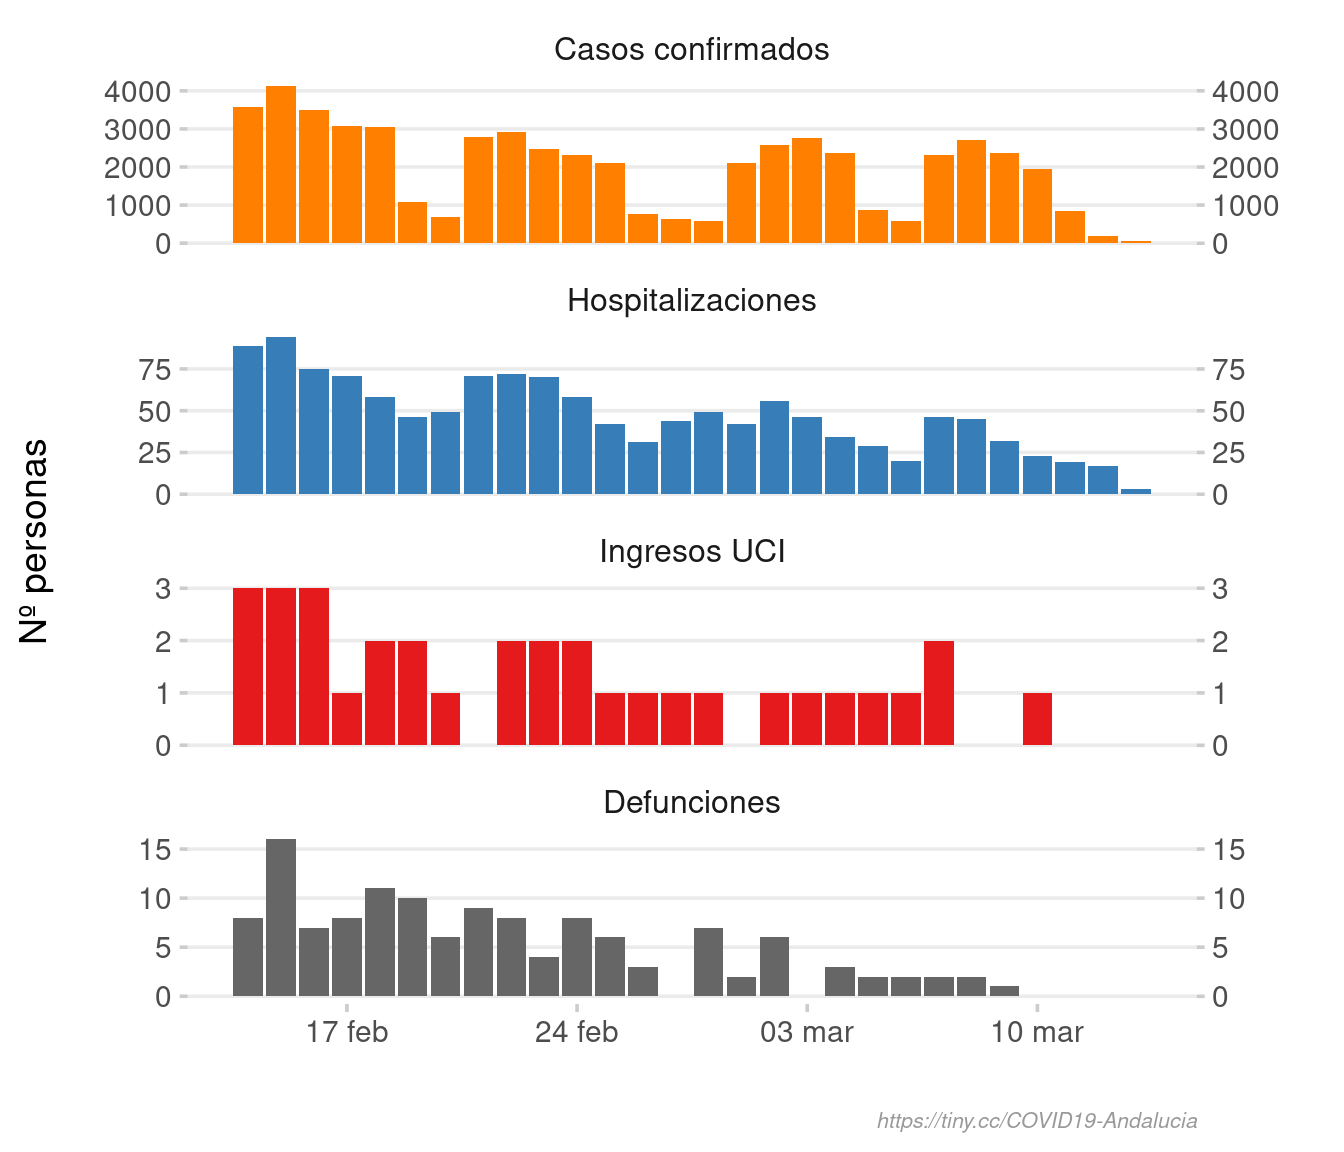 Casos confirmados
4000 4000
3000 3000
2000 2000
1000 1000
0 0
Hospitalizaciones
75 75
50 50
25 25
0 0
Nº personas
Ingresos UCI
3 3
2 2
1 1
0 0
Defunciones
15 15
10 10
5 5
0 0
17 feb 24 feb 03 mar 10 mar
https://tiny.cc/COVID19-Andalucia